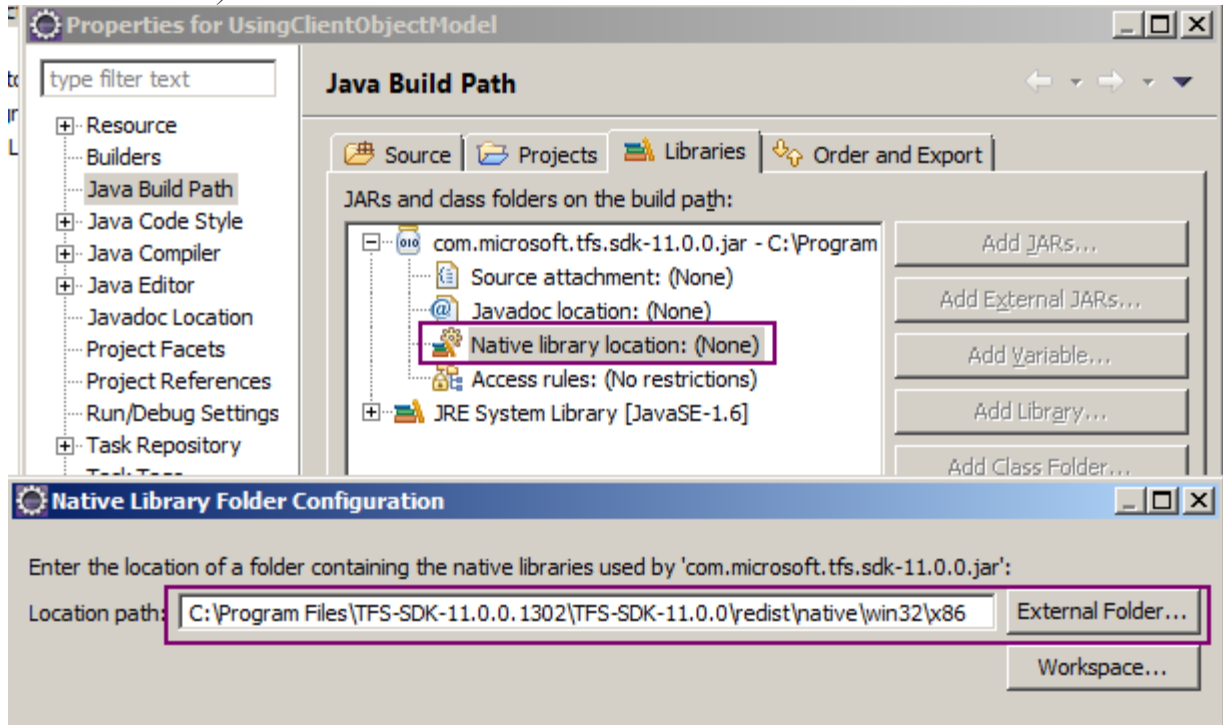 Properties for UsingClientObjectModel
type filter text
Java Build Path
Resource
Builders
Java Build Path
Java Code Style
Java Compiler
Java Editor
Javadoc Location
Project Facets
Project References
Run/Debug Settings
Task Repository
Task Tags
Source
Projects
Libraries
Order and Export
JARs and class folders on the build path:
com.microsoft.tfs.sdk-11.0.0.jar - C:\Program
Source attachment: (None)
Javadoc location: (None)
Native library location: (None)
Access rules: (No restrictions)
JRE System Library [JavaSE-1.6]
Add JARs...
Add External JARs...
Add Variable...
Add Library...
Add Class Folder...
Native Library Folder Configuration
Enter the location of a folder containing the native libraries used by 'com.microsoft.tfs.sdk-11.0.0.jar':
Location path: C:\Program Files\TFS-SDK-11.0.0.1302\TFS-SDK-11.0.0\redist\native\win32\x86 External Folder...
Workspace...